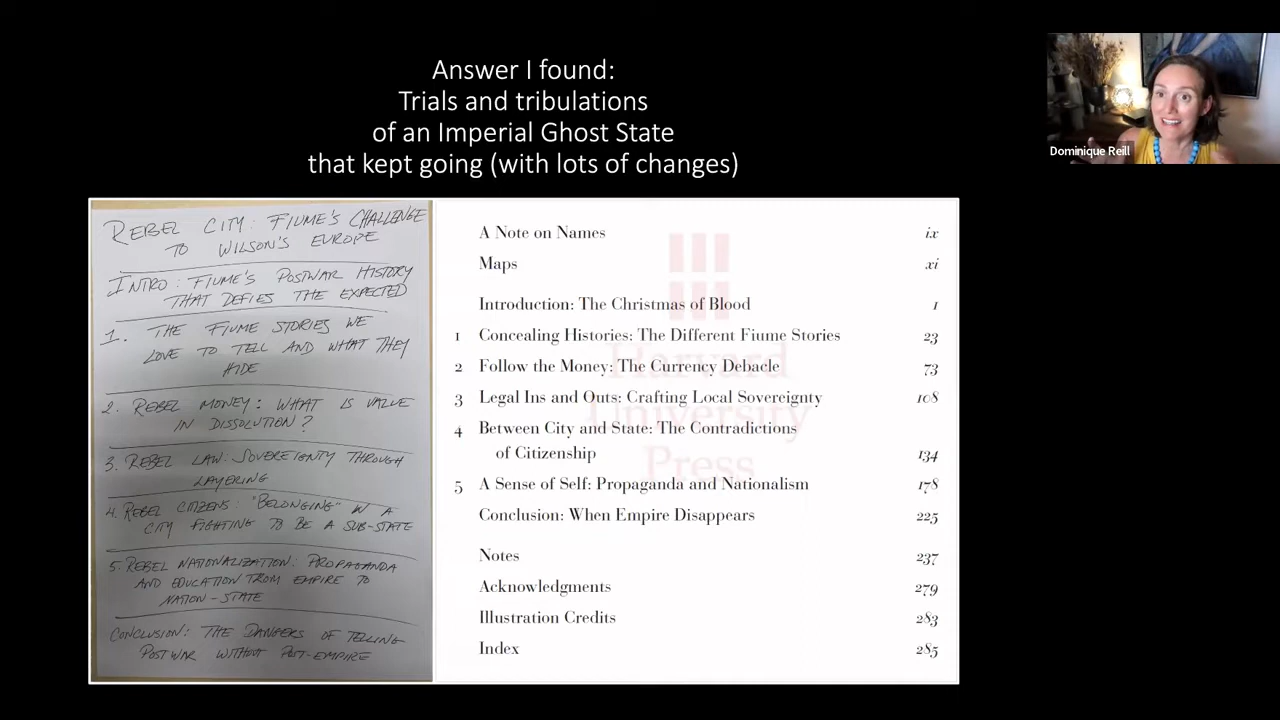 Answer I found:
Trials and tribulations
of an Imperial Ghost State
that kept going (with lots of changes)
Dominique Reill
REBEL CITY: FIUME'S CHALLENGE
TO WILSON'S EUROPE
INTRO: FIUME'S POSTWAR HISTORY
THAT DEFIES THE EXPECTED
1. THE FIUME STORIES WE
LOVE TO TELL AND WHAT THEY
HIDE
2. REBEL MONEY: WHAT IS VALUE
IN DISSOLUTION?
3. REBEL LAW: SOVEREIGNTY THROUGH
LAYERING
4. REBEL CITIZENS: "BELONGING" IN A
CITY FIGHTING TO BE A SUB-STATE
5. REBEL NATIONALIZATION: PROPAGANDA
AND EDUCATION FROM EMPIRE TO
NATION-STATE
CONCLUSION: THE DANGERS OF TELLING
POSTWAR WITHOUT POST-EMPIRE
A Note on Names ix
Maps xi
Introduction: The Christmas of Blood 1
1 Concealing Histories: The Different Fiume Stories 23
2 Follow the Money: The Currency Debacle 73
3 Legal Ins and Outs: Crafting Local Sovereignty 108
4 Between City and State: The Contradictions
of Citizenship 134
5 A Sense of Self: Propaganda and Nationalism 178
Conclusion: When Empire Disappears 225
Notes 237
Acknowledgments 279
Illustration Credits 283
Index 285
Harvard
University
Press